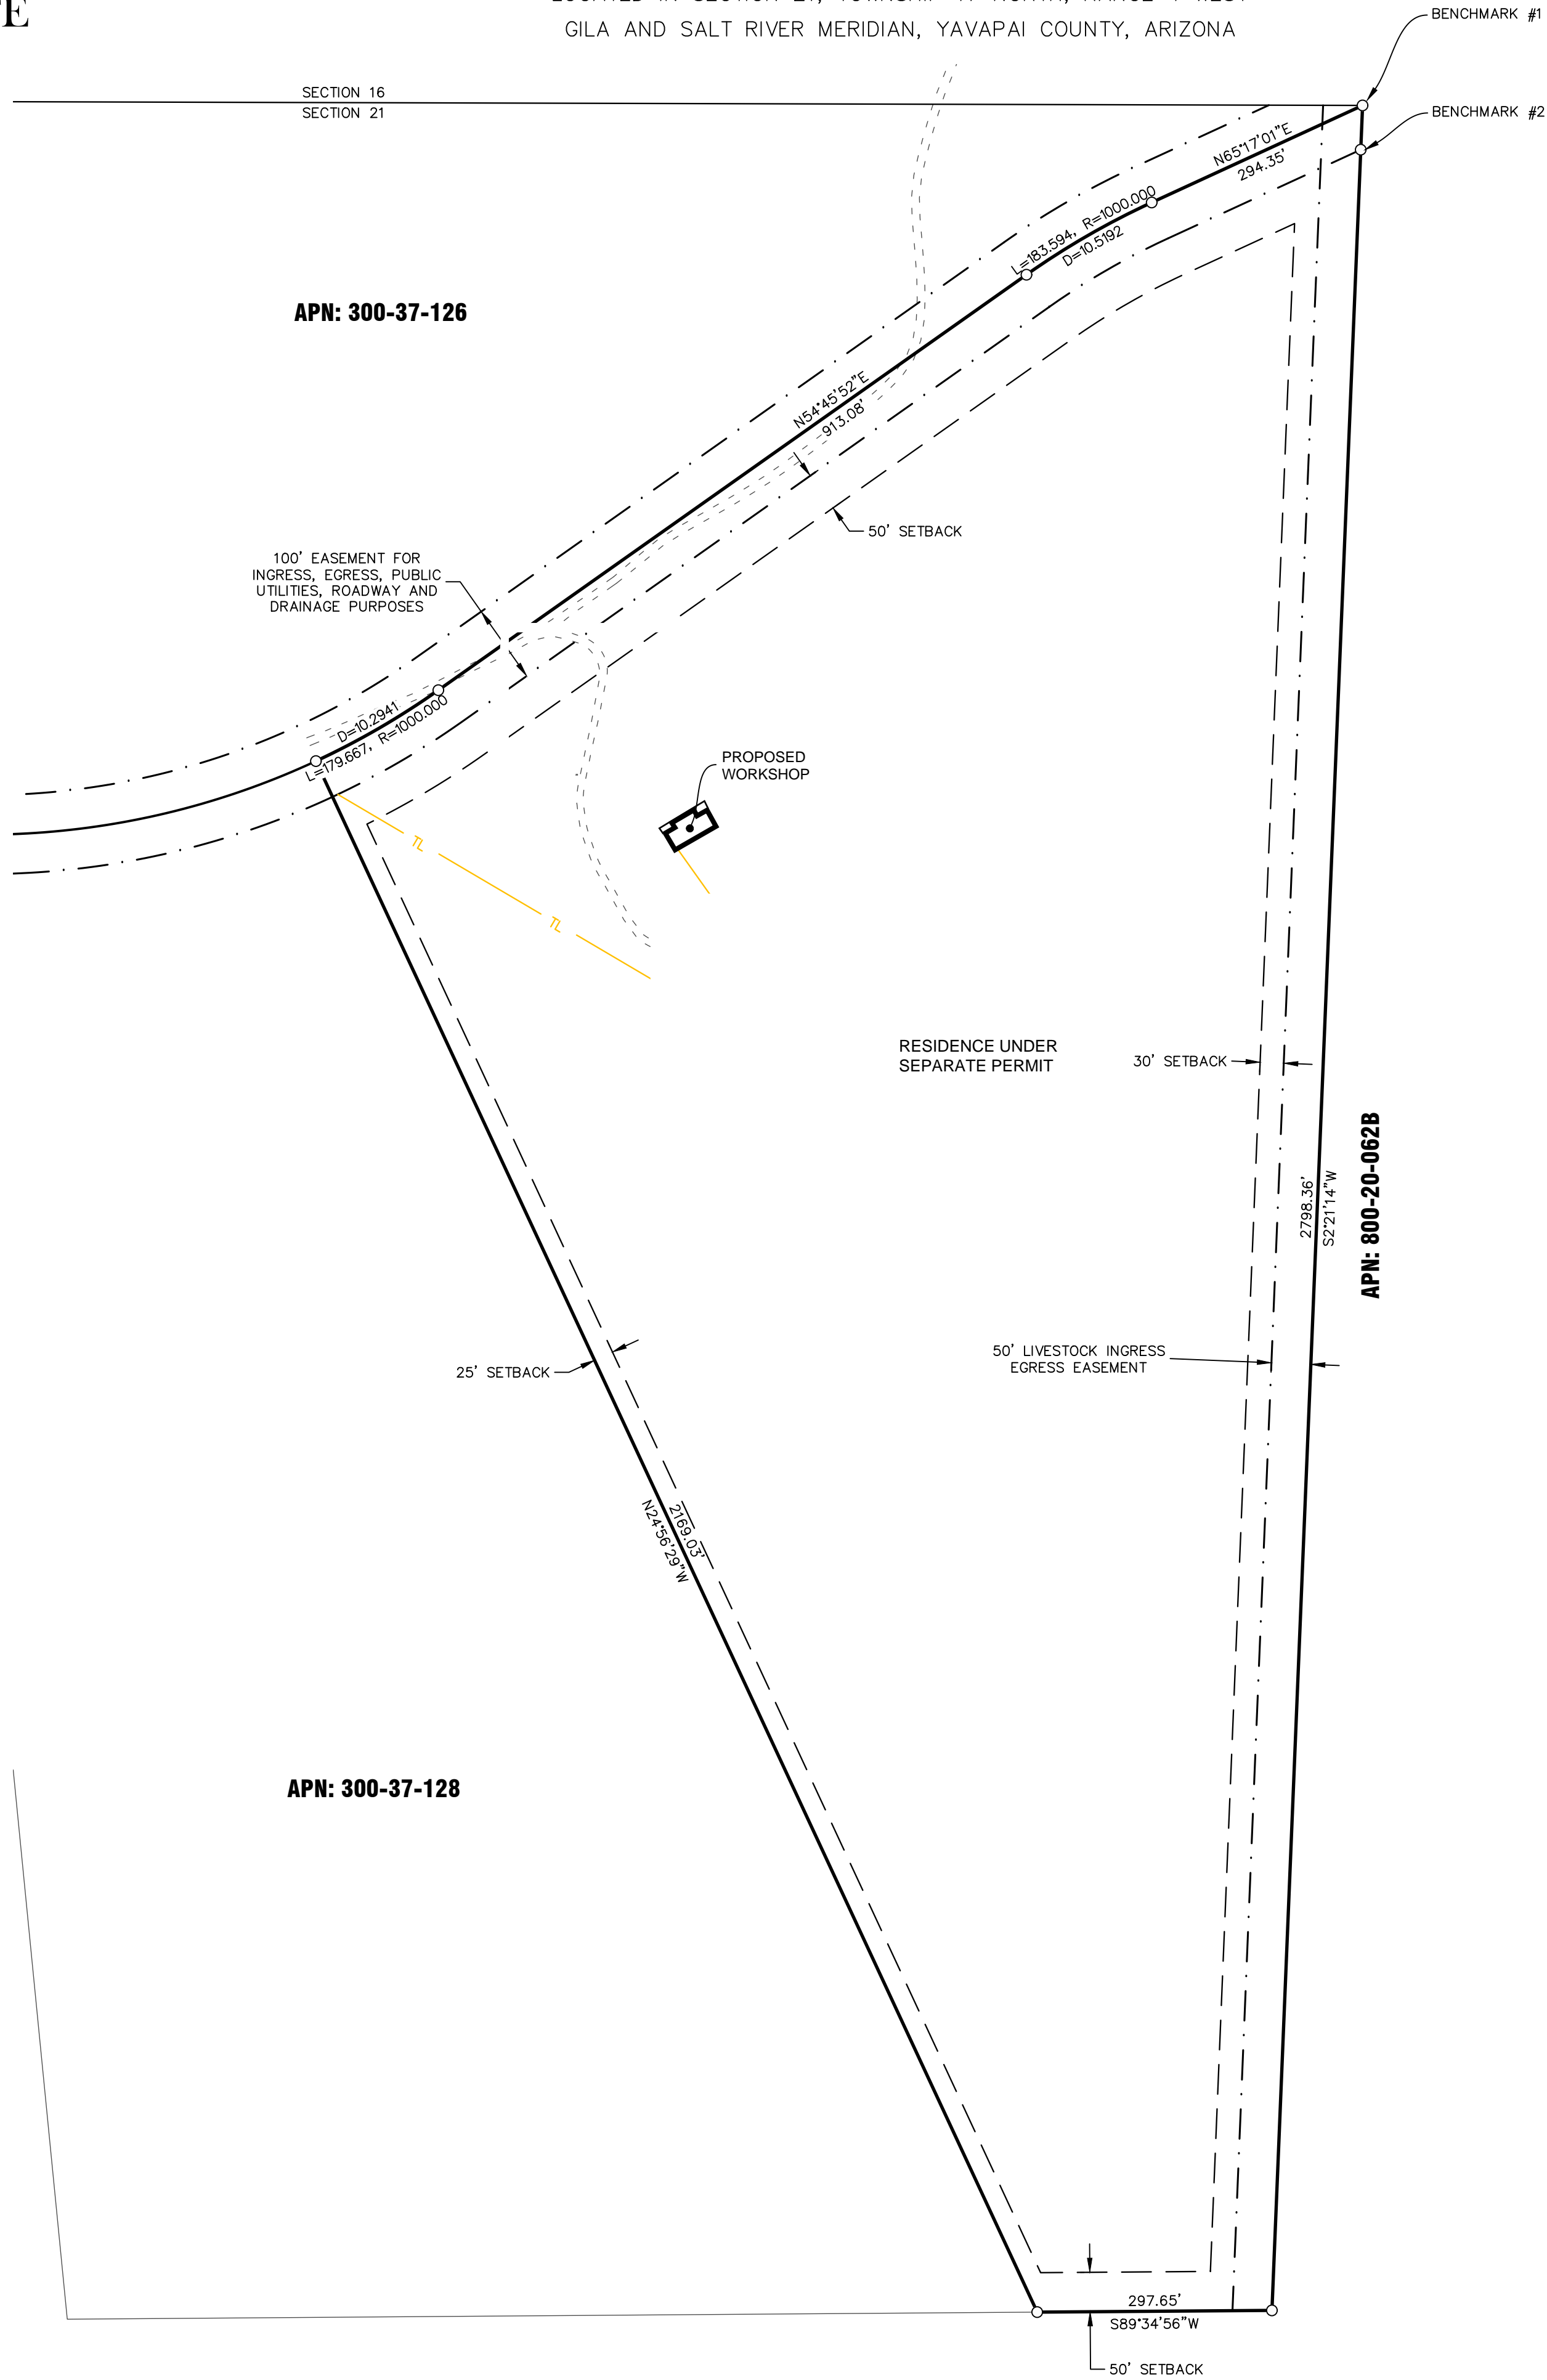 GILA AND SALT RIVER MERIDIAN, YAVAPAI COUNTY, ARIZONA
BENCHMARK #1
SECTION 16
SECTION 21
BENCHMARK #2
N65°17'01"E
294.35'
L=183.594, R=1000.000
D=10.5192
APN: 300-37-126
N54°45'52"E
913.08'
50' SETBACK
100' EASEMENT FOR
INGRESS, EGRESS, PUBLIC
UTILITIES, ROADWAY AND
DRAINAGE PURPOSES
D=10.2941
L=179.667, R=1000.000
PROPOSED
WORKSHOP
TL
TL
RESIDENCE UNDER
SEPARATE PERMIT
30' SETBACK
2798.36'
S2°21'14"W
APN: 800-20-062B
50' LIVESTOCK INGRESS
EGRESS EASEMENT
25' SETBACK
2169.03'
N24°56'29"W
APN: 300-37-128
297.65'
S89°34'56"W
50' SETBACK